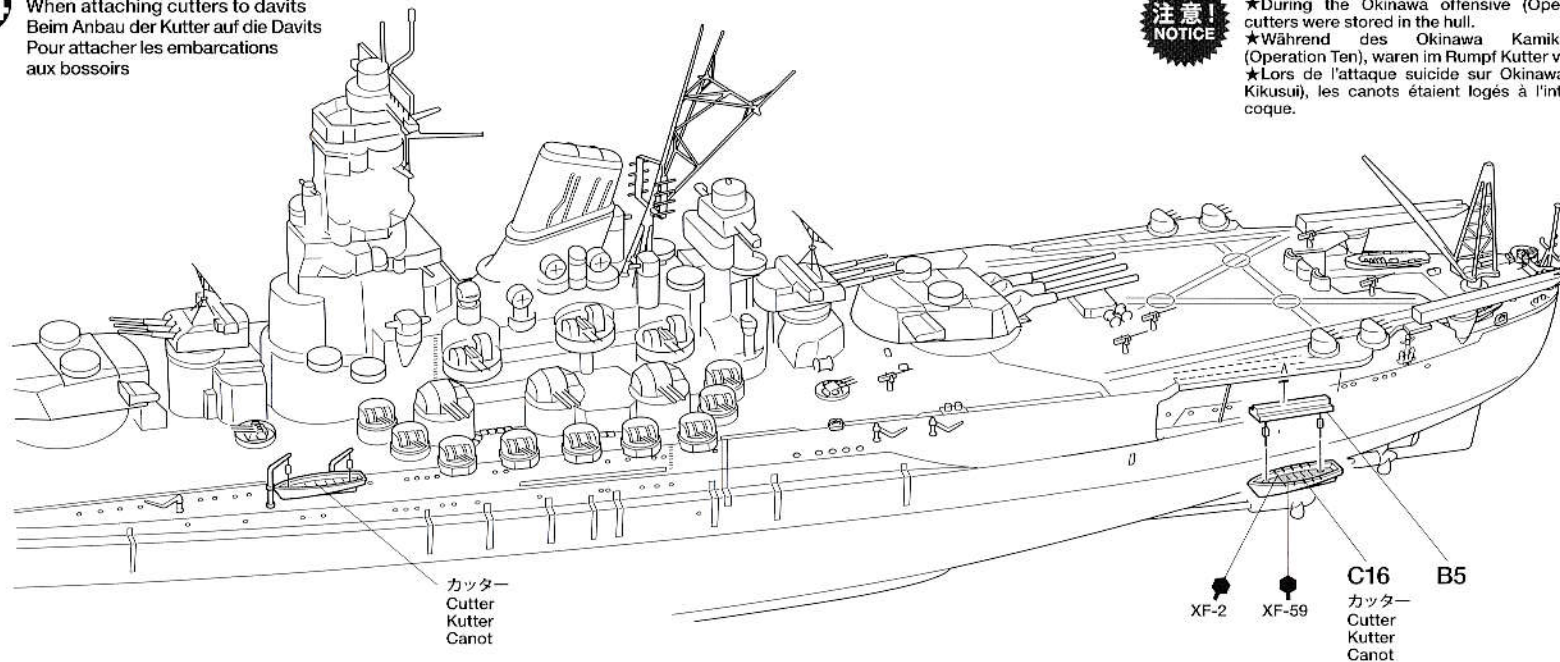 When attaching cutters to davits
Beim Anbau der Kutter auf die Davits
Pour attacher les embarcations
aux bossoirs
注意!
NOTICE
★During the Okinawa offensive (Ope
cutters were stored in the hull.
★Während des Okinawa Kamik
(Operation Ten), waren im Rumpf Kutter v
★Lors de l'attaque suicide sur Okinawa
Kikusui), les canots étaient logés à l'int
coque.
カッター
Cutter
Kutter
Canot
XF-2
XF-59
C16
カッター
Cutter
Kutter
Canot
B5